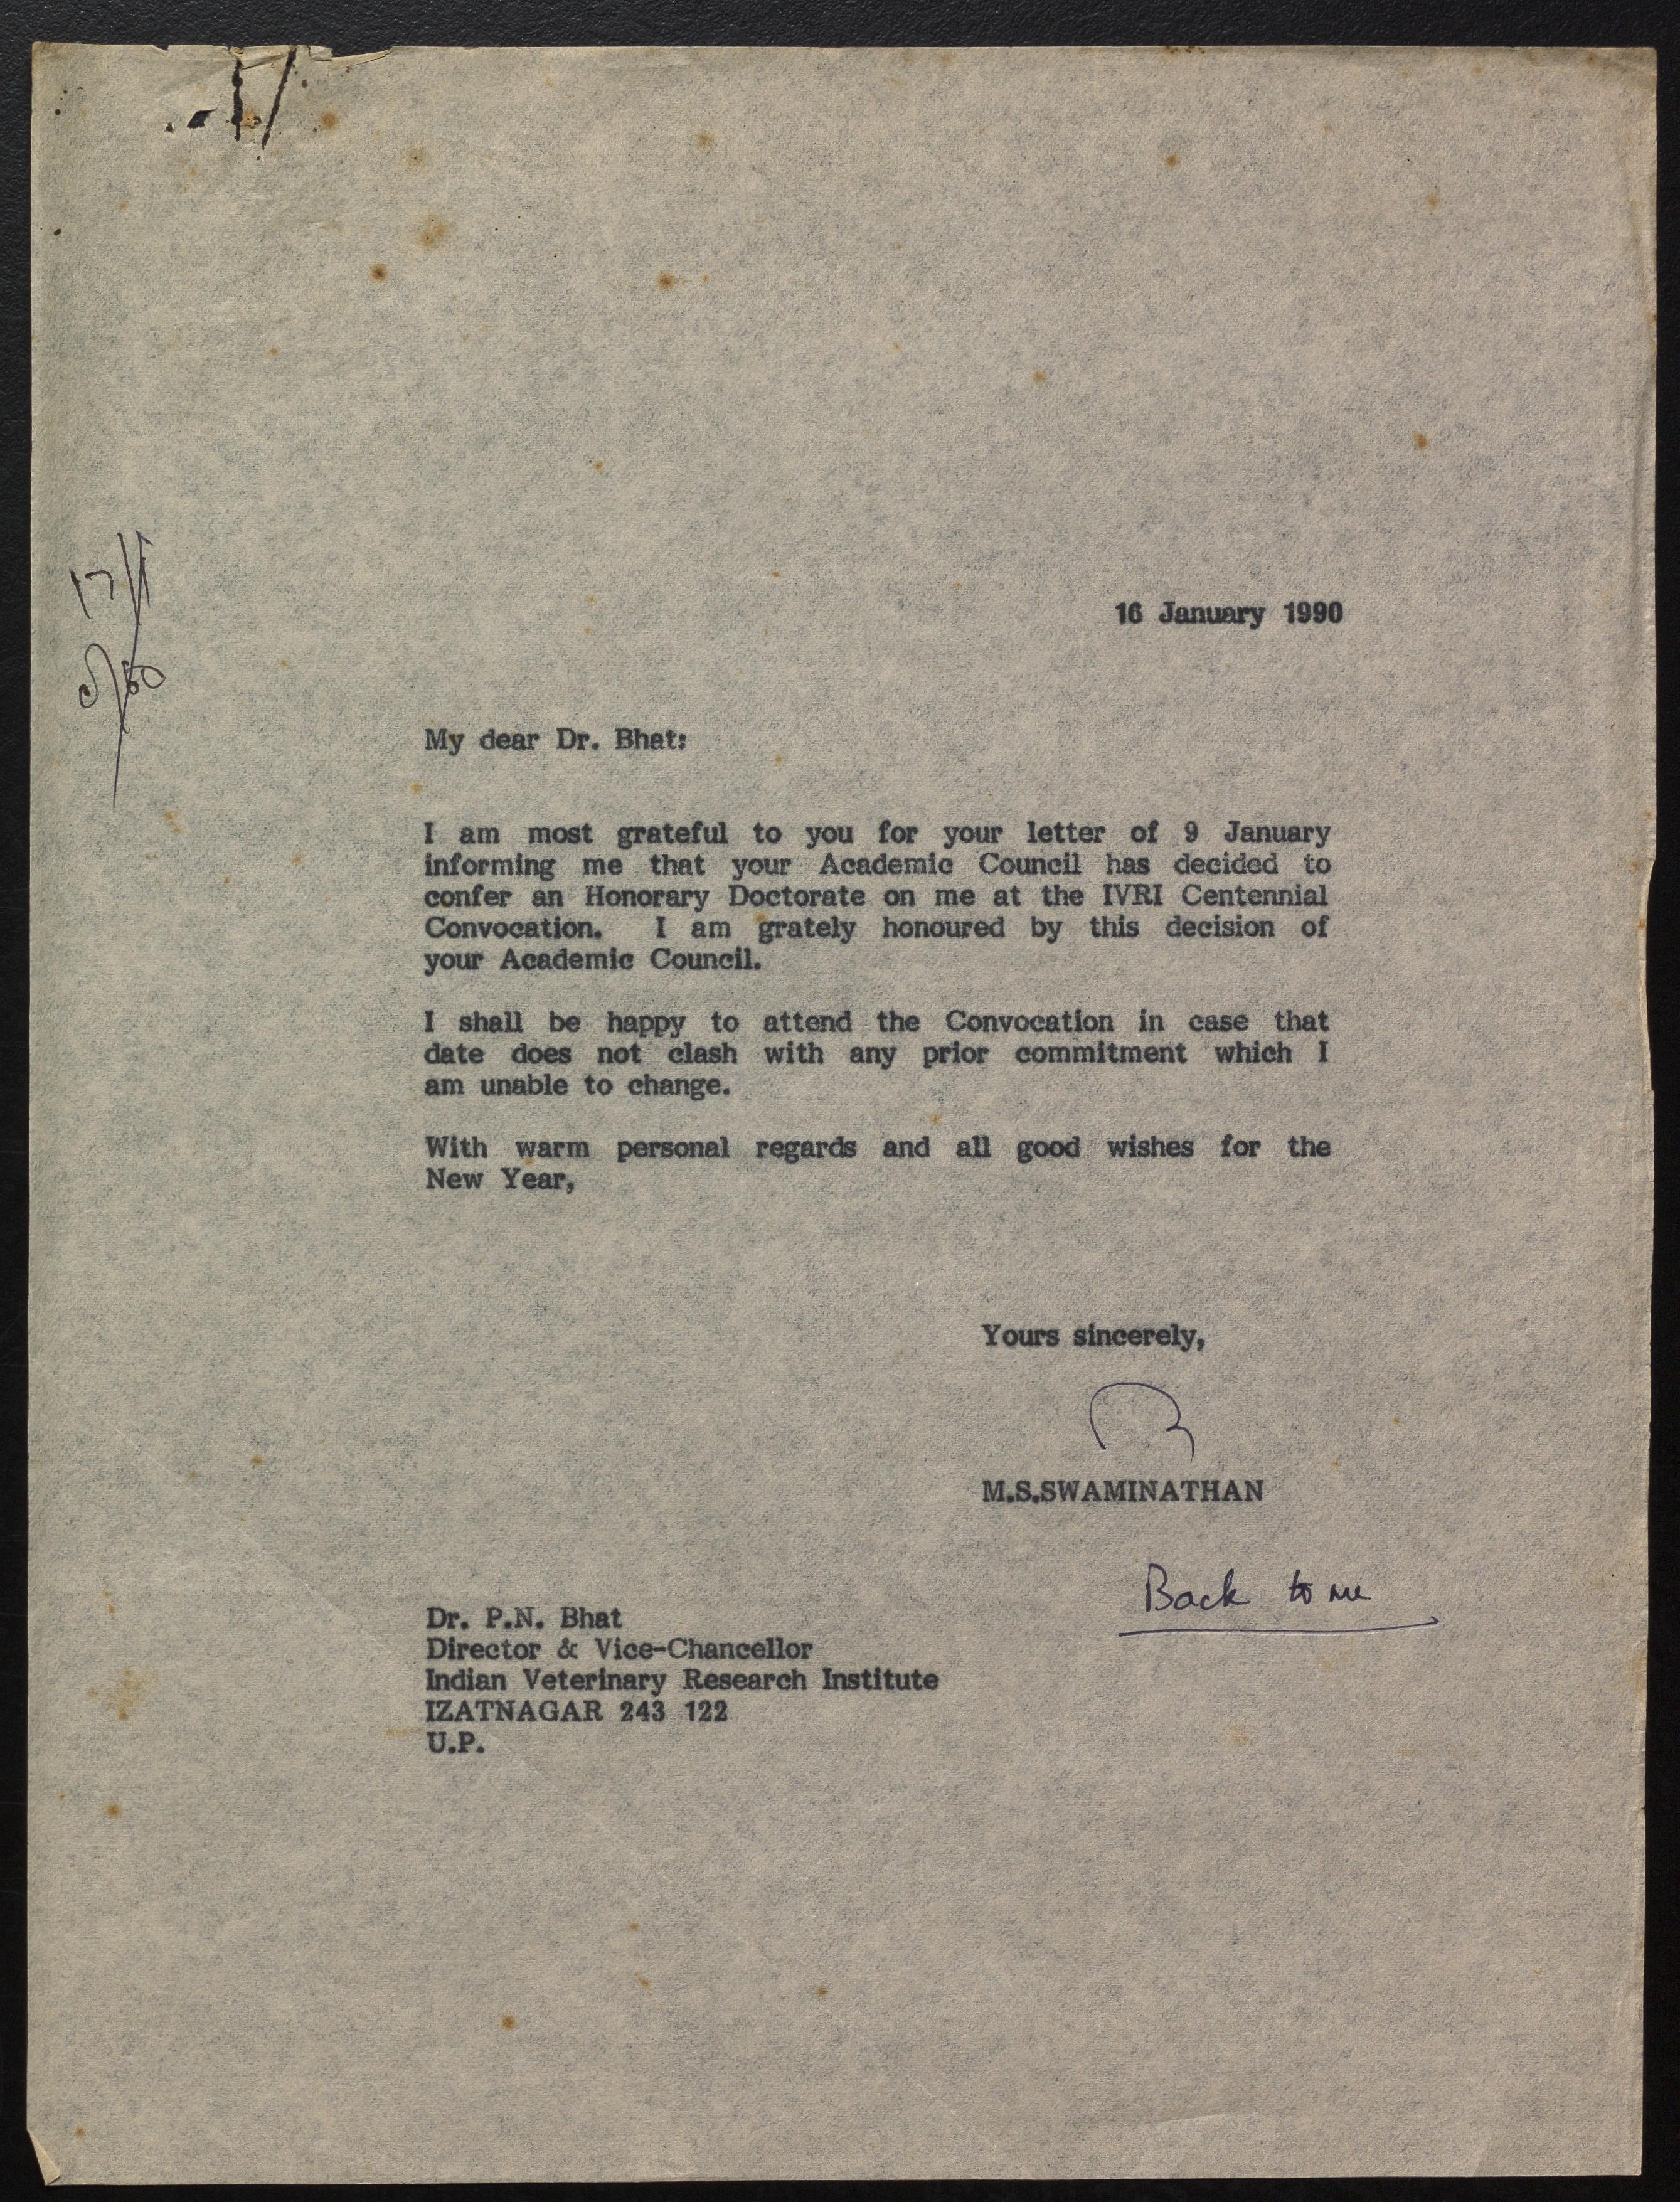 16 January 1990
17/1
My dear Dr. Bhat:
I am most grateful to you for your letter of 9 January
informing me that your Academic Council has decided to
confer an Honorary Doctorate on me at the IVRI Centennial
Convocation. I am grately honoured by this decision of
your Academic Council.
I shall be happy to attend the Convocation in case that
date does not clash with any prior commitment which I
am unable to change.
With warm personal regards and all good wishes for the
New Year,
Yours sincerely,
M.S.SWAMINATHAN
Back to me
Dr. P.N. Bhat
Director & Vice-Chancellor
Indian Veterinary Research Institute
IZATNAGAR 243 122
U.P.